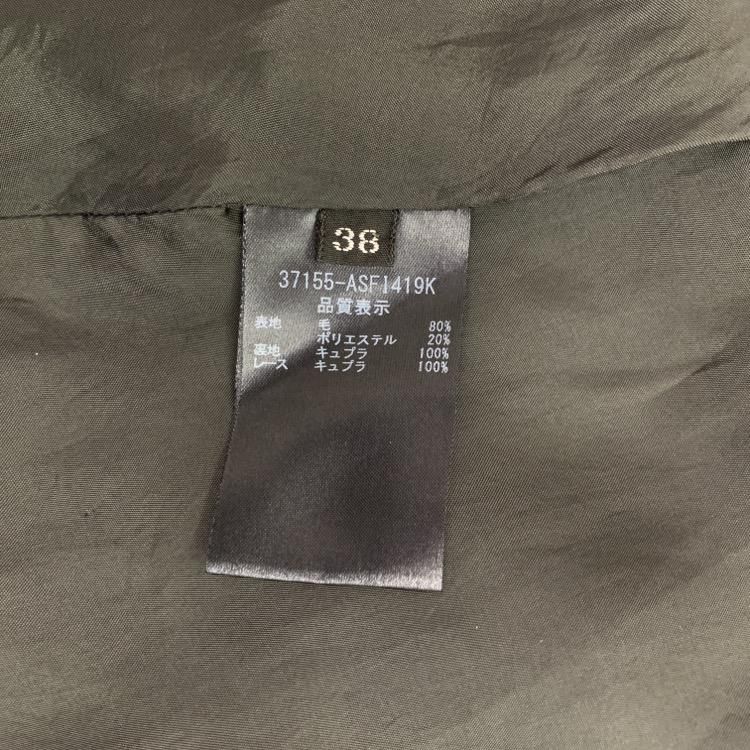 38
37155-ASFI419K
品質表示
表地 毛 80%
ポリエステル 20%
裏地 キュプラ 100%
レース キュプラ 100%